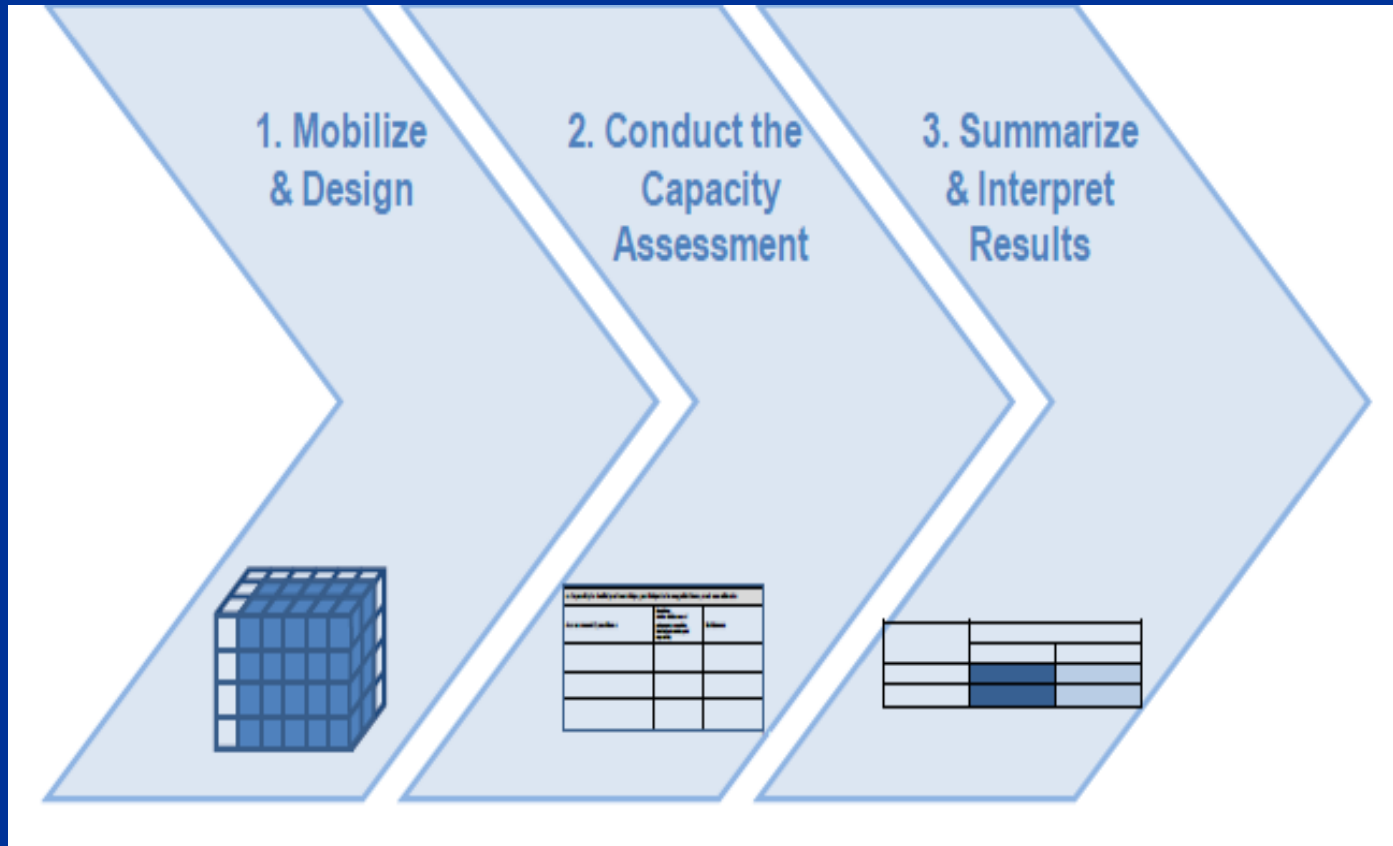 1. Mobilize
& Design
2. Conduct the
Capacity
Assessment
3. Summarize
& Interpret
Results